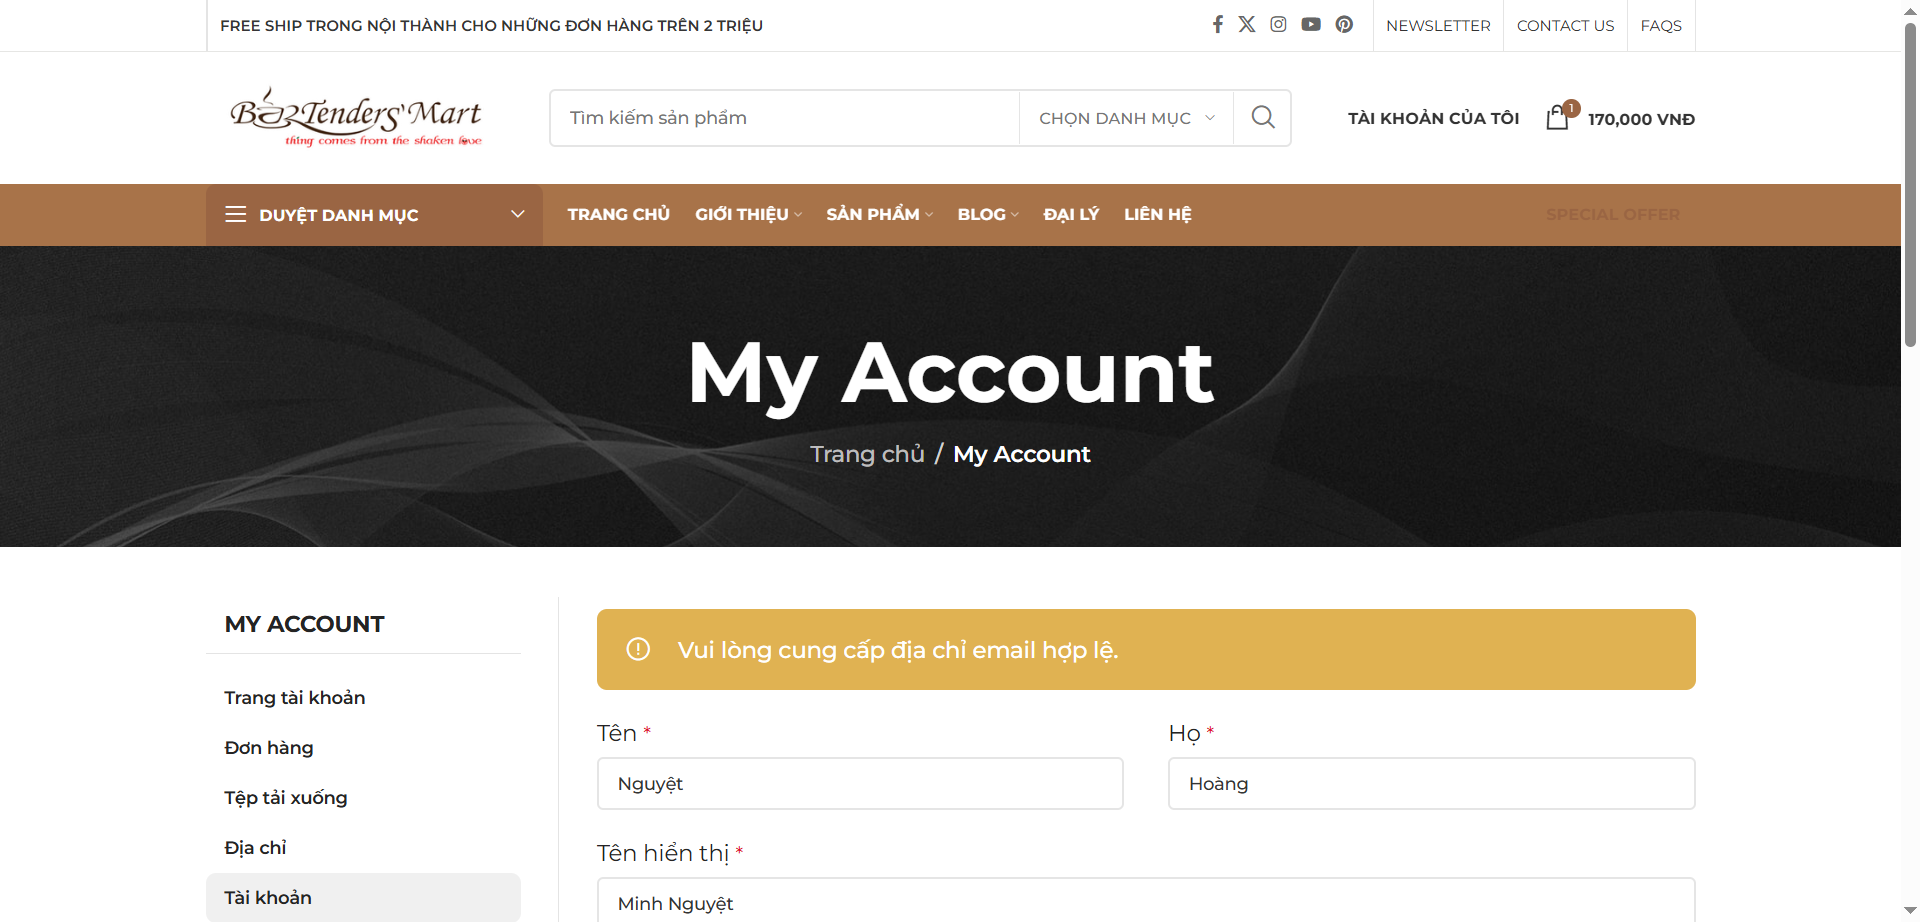 FREE SHIP TRONG NỘI THÀNH CHO NHỮNG ĐƠN HÀNG TRÊN 2 TRIỆU
NEWSLETTER
CONTACT US
FAQS
BarTenders'Mart
thing comes from the shaken love
Tìm kiếm sản phẩm
CHỌN DANH MỤC
TÀI KHOẢN CỦA TÔI
1
170,000 VNĐ
DUYỆT DANH MỤC
TRANG CHỦ
GIỚI THIỆU
SẢN PHẨM
BLOG
ĐẠI LÝ
LIÊN HỆ
SPECIAL OFFER
My Account
Trang chủ / My Account
MY ACCOUNT
Trang tài khoản
Đơn hàng
Tệp tải xuống
Địa chỉ
Tài khoản
Vui lòng cung cấp địa chỉ email hợp lệ.
Tên *
Họ *
Nguyệt
Hoàng
Tên hiển thị *
Minh Nguyệt